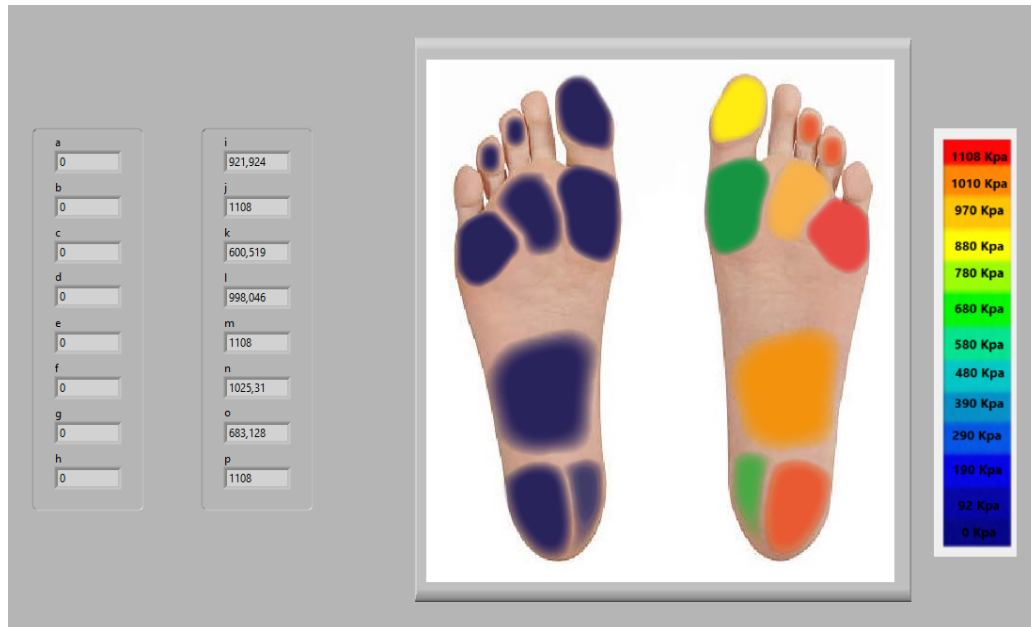 a
0
b
0
c
0
d
0
e
0
f
0
g
0
h
0
i
921,924
j
1108
k
600,519
l
998,046
m
1108
n
1025,31
o
683,128
p
1108
1108 Kpa
1010 Kpa
970 Kpa
880 Kpa
780 Kpa
680 Kpa
580 Kpa
480 Kpa
390 Kpa
290 Kpa
190 Kpa
92 Kpa
0 Kpa